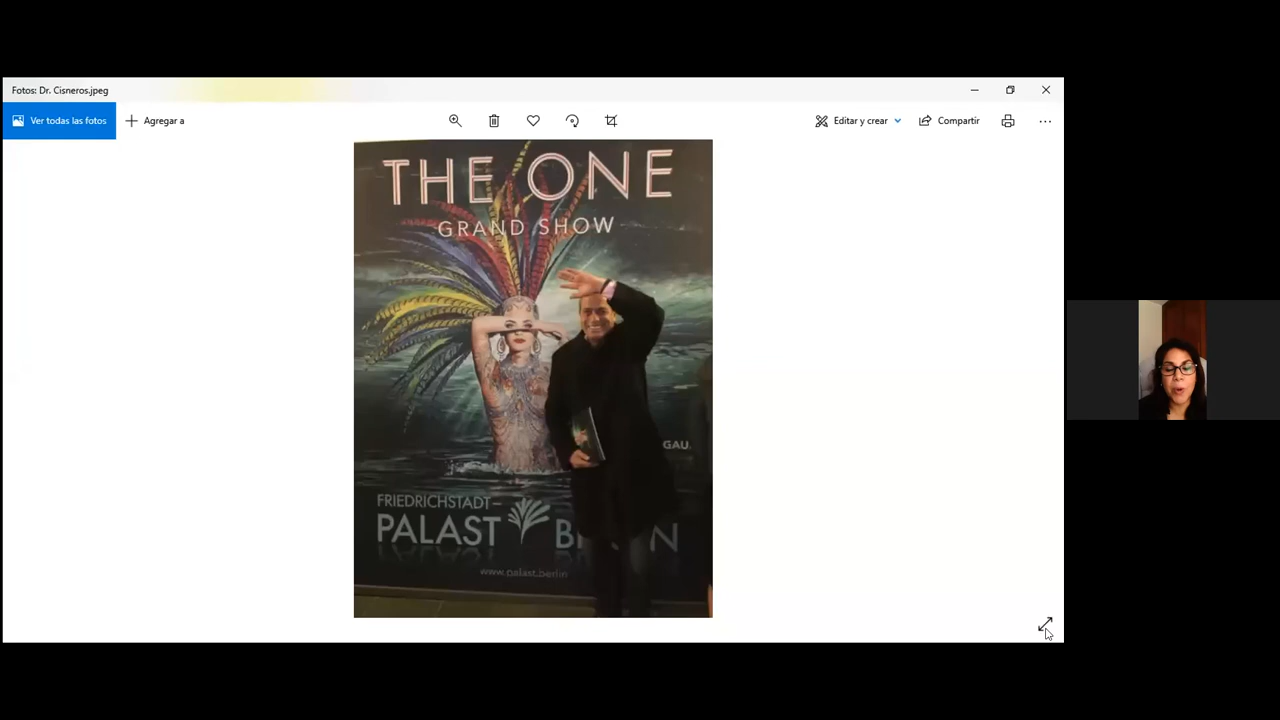 Fotos: Dr. Cisneros.jpeg
Ver todas las fotos
Agregar a
Editar y crear
Compartir
THE ONE
GRAND SHOW
GAU
FRIEDRICHSTADT–
PALAST
www.palast.berlin